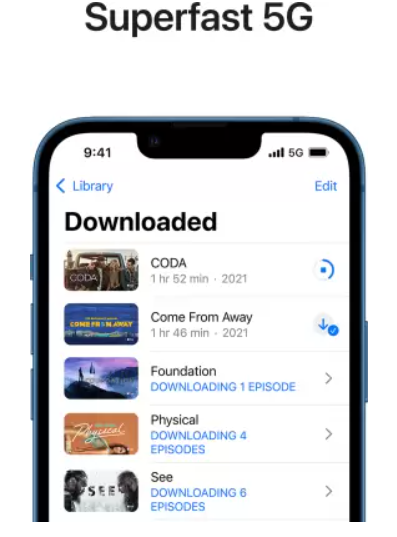 Superfast 5G
9:41
5G
Library
Edit
Downloaded
CODA
CODA
1 hr 52 min · 2021
COME FROM AWAY
Come From Away
1 hr 46 min · 2021
Foundation
DOWNLOADING 1 EPISODE
Physical
Physical
DOWNLOADING 4
EPISODES
SEE
See
DOWNLOADING 6
EPISODES